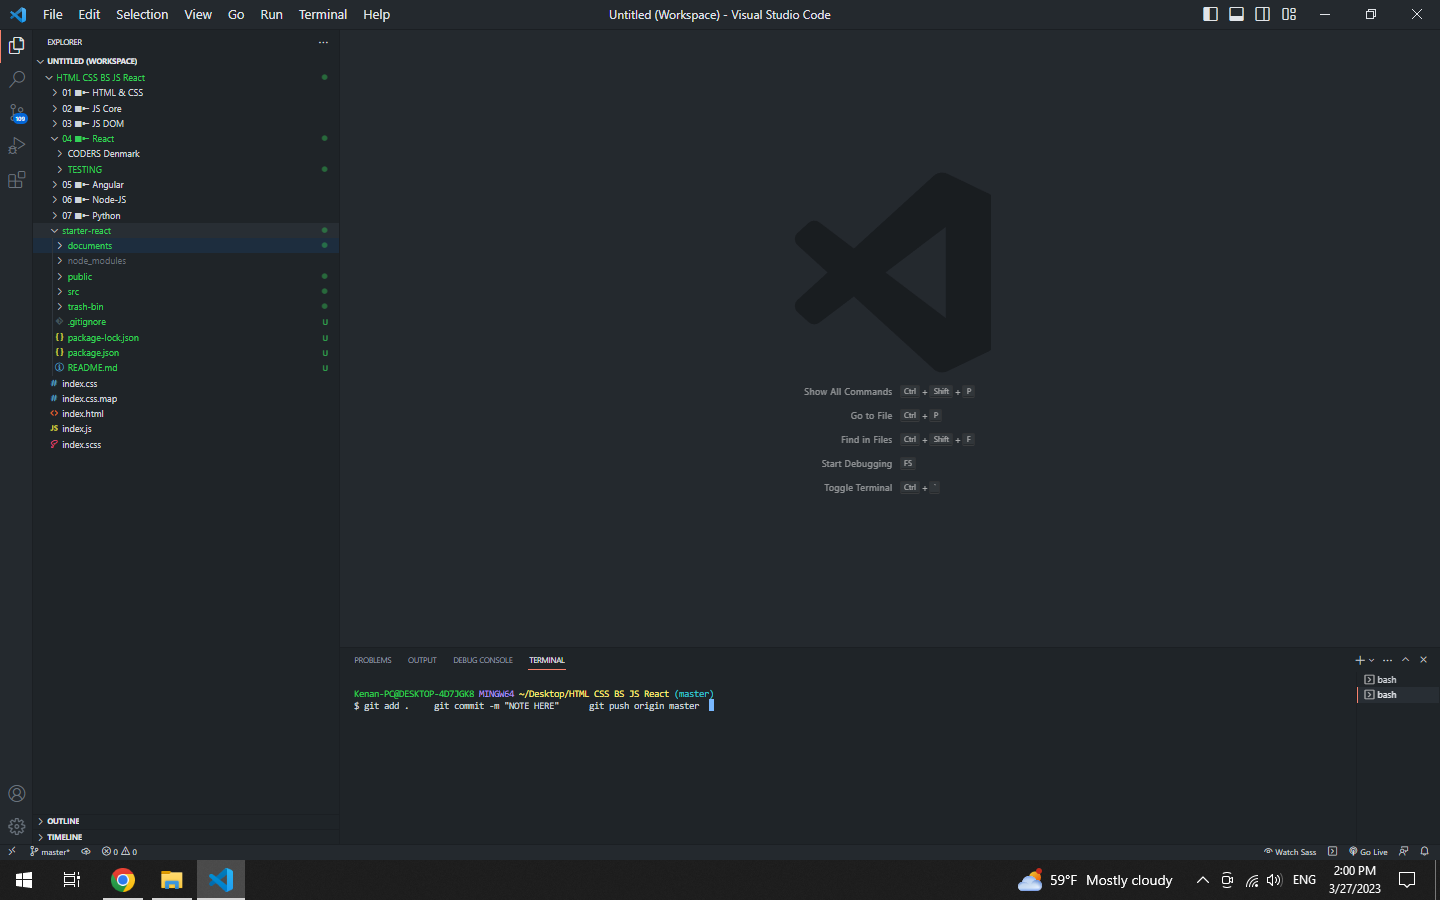 File Edit Selection View Go Run Terminal Help
Untitled (Workspace) - Visual Studio Code
EXPLORER
UNTITLED (WORKSPACE)
HTML CSS BS JS React
01 ■← HTML & CSS
02 ■← JS Core
03 ■← JS DOM
04 ■← React
CODERS Denmark
TESTING
05 ■← Angular
06 ■← Node-JS
07 ■← Python
starter-react
documents
node_modules
public
src
trash-bin
.gitignore U
package-lock.json U
package.json U
README.md U
index.css
index.css.map
index.html
JS index.js
index.scss
109
Show All Commands Ctrl + Shift + P
Go to File Ctrl + P
Find in Files Ctrl + Shift + F
Start Debugging F5
Toggle Terminal Ctrl + `
PROBLEMS OUTPUT DEBUG CONSOLE TERMINAL
Kenan-PC@DESKTOP-4D7JGK8 MINGW64 ~/Desktop/HTML CSS BS JS React (master)
$ git add .     git commit -m "NOTE HERE"      git push origin master
bash
bash
OUTLINE
TIMELINE
master* 0 0
Watch Sass Go Live
59°F Mostly cloudy
ENG
2:00 PM
3/27/2023